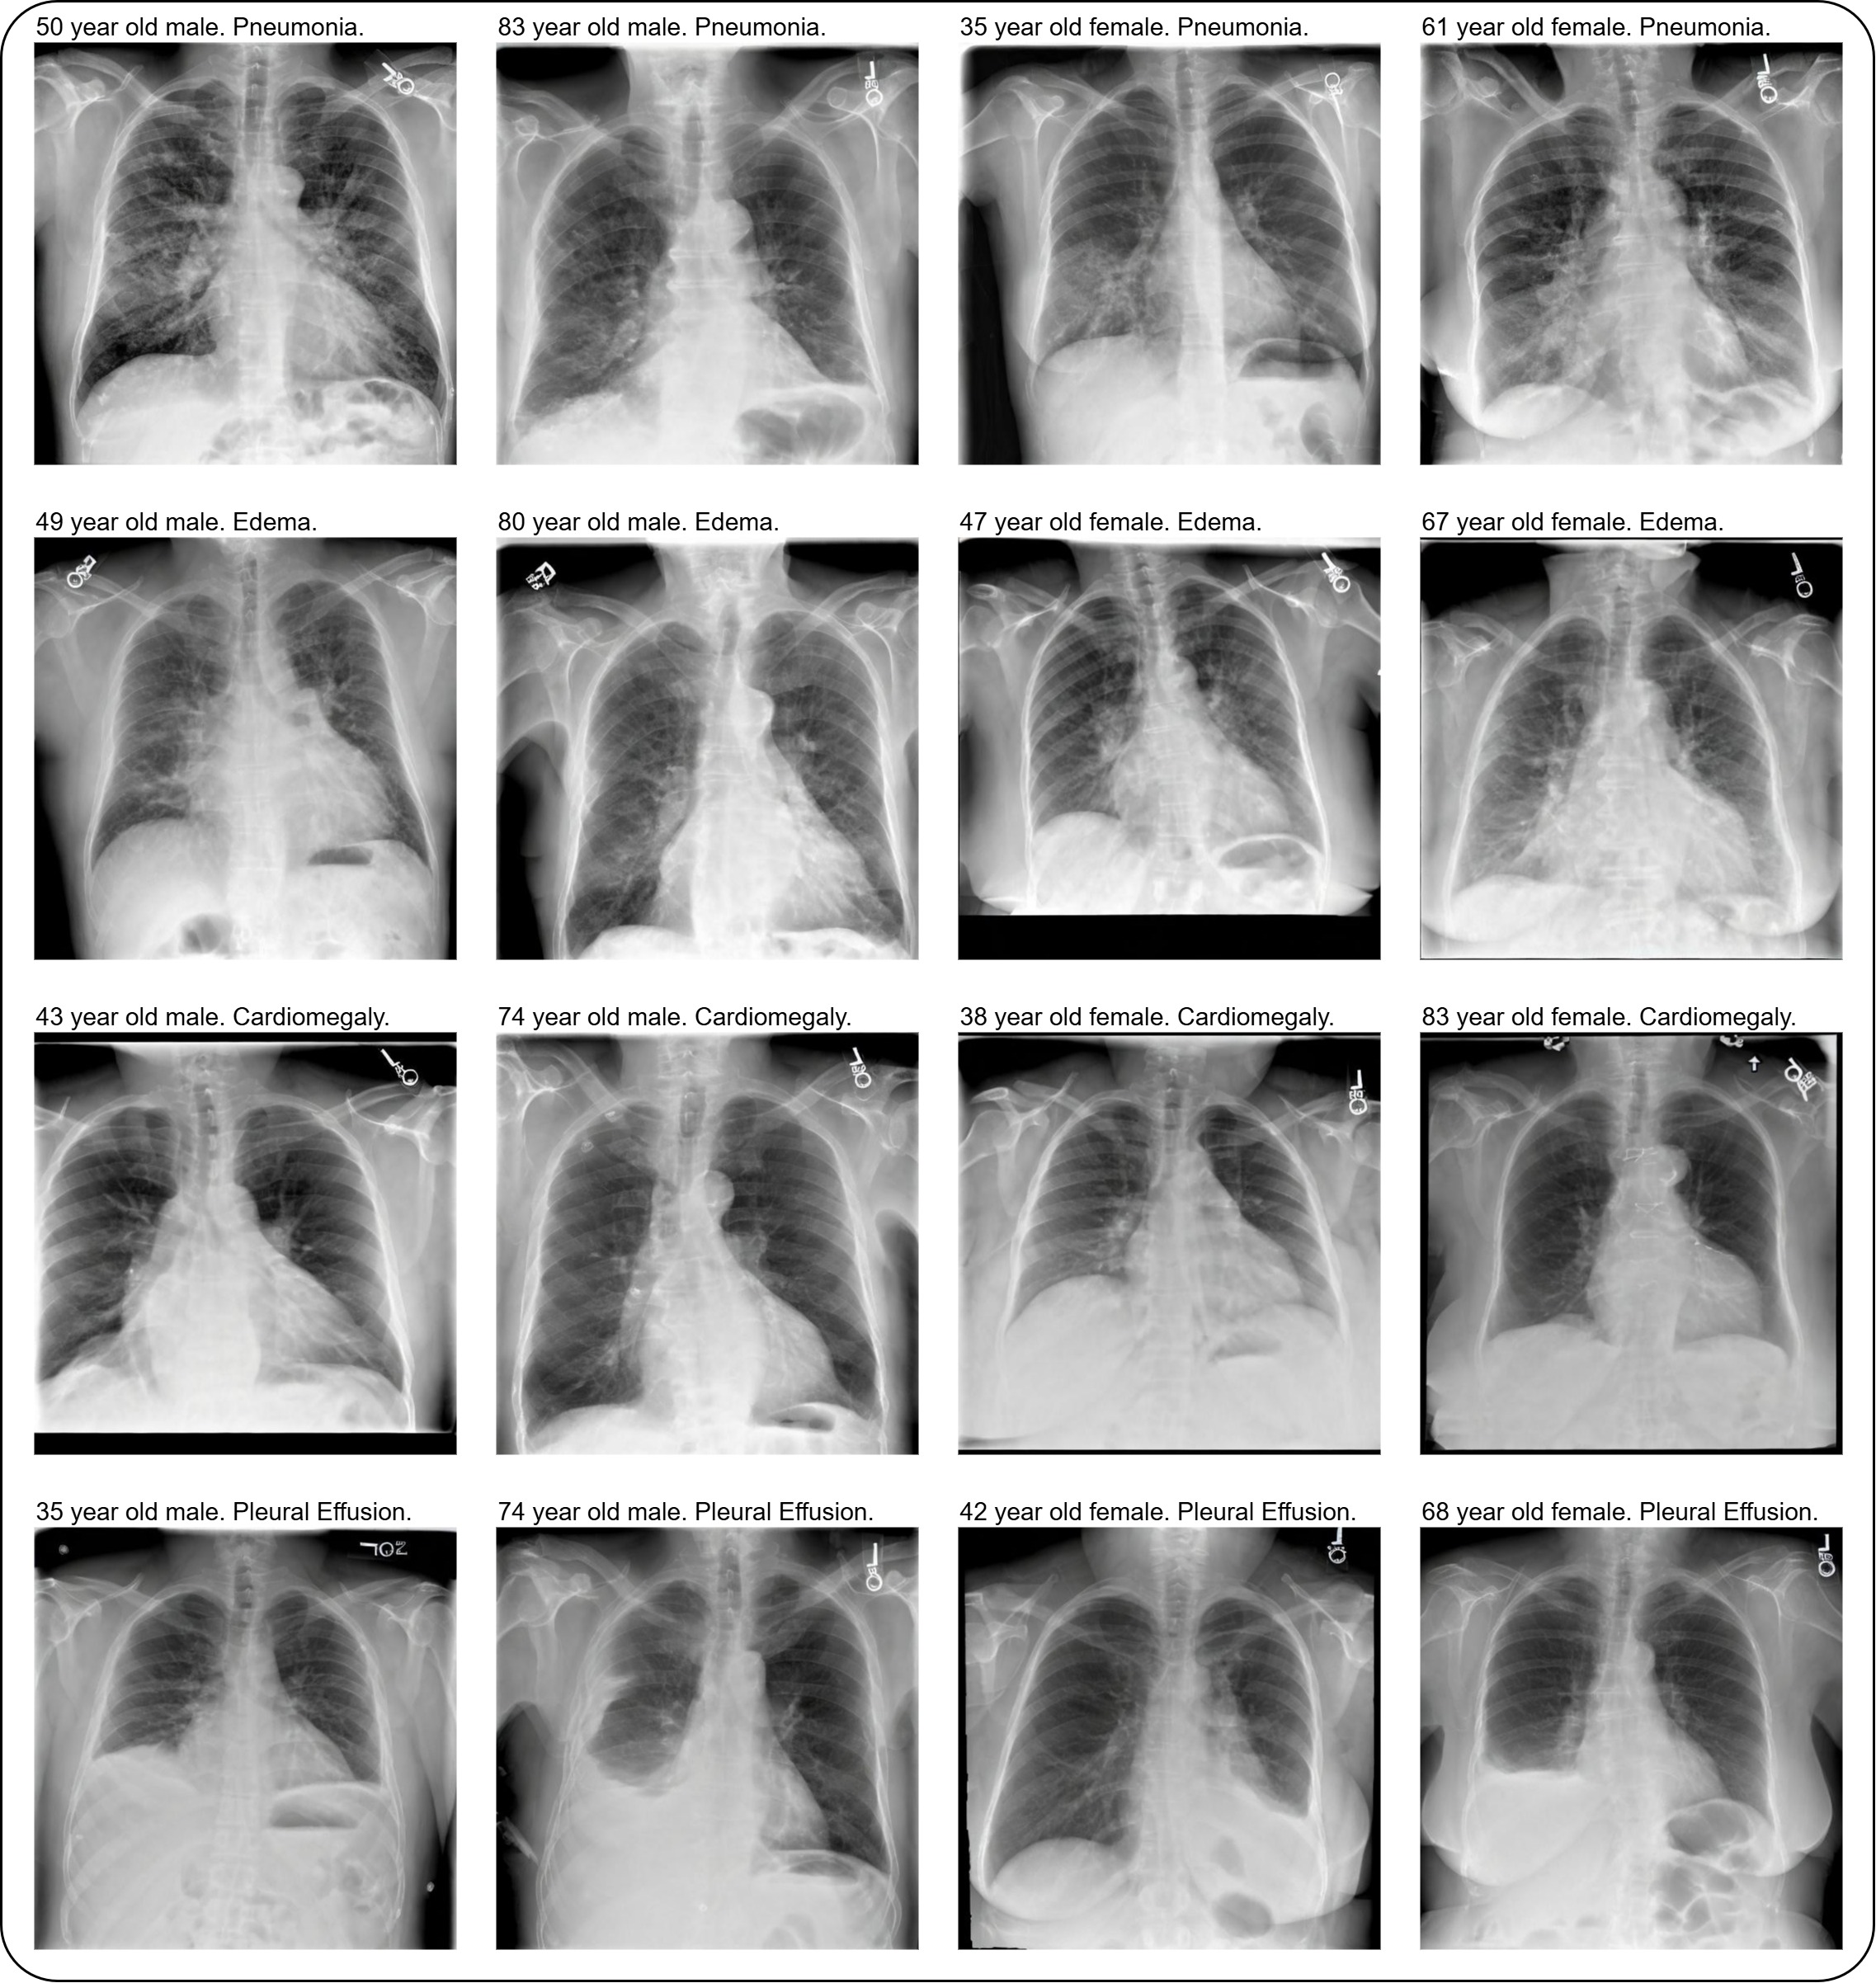 50 year old male. Pneumonia.
83 year old male. Pneumonia.
35 year old female. Pneumonia.
61 year old female. Pneumonia.
49 year old male. Edema.
80 year old male. Edema.
47 year old female. Edema.
67 year old female. Edema.
43 year old male. Cardiomegaly.
74 year old male. Cardiomegaly.
38 year old female. Cardiomegaly.
83 year old female. Cardiomegaly.
35 year old male. Pleural Effusion.
74 year old male. Pleural Effusion.
42 year old female. Pleural Effusion.
68 year old female. Pleural Effusion.